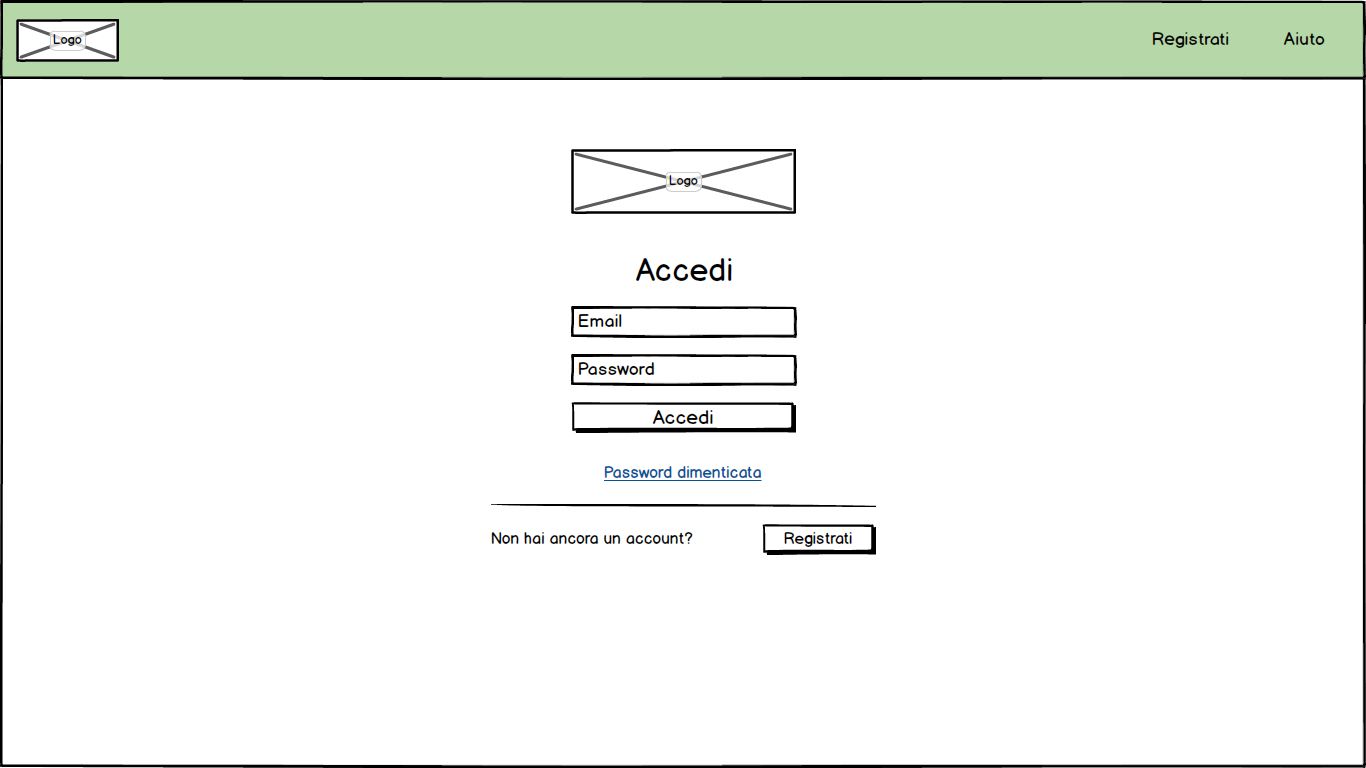 Logo
Registrati
Aiuto
Logo
Accedi
Email
Password
Accedi
Password dimenticata
Non hai ancora un account?
Registrati